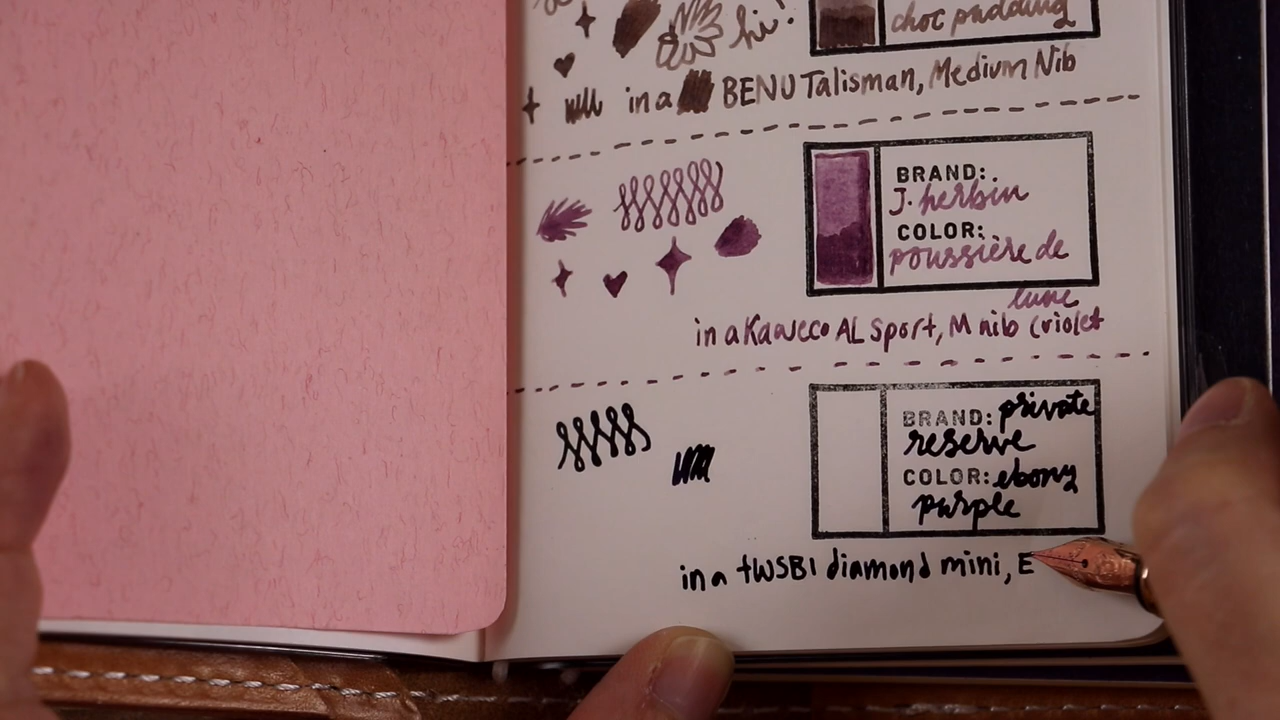 choc pudding
hi!
in a BENU Talisman, Medium Nib
BRAND:
J. herbin
COLOR:
poussière de
lune
in a Kaweco AL Sport, M nib (violet
BRAND: private
reserve
COLOR: ebony
purple
in a TWSBI diamond mini, E